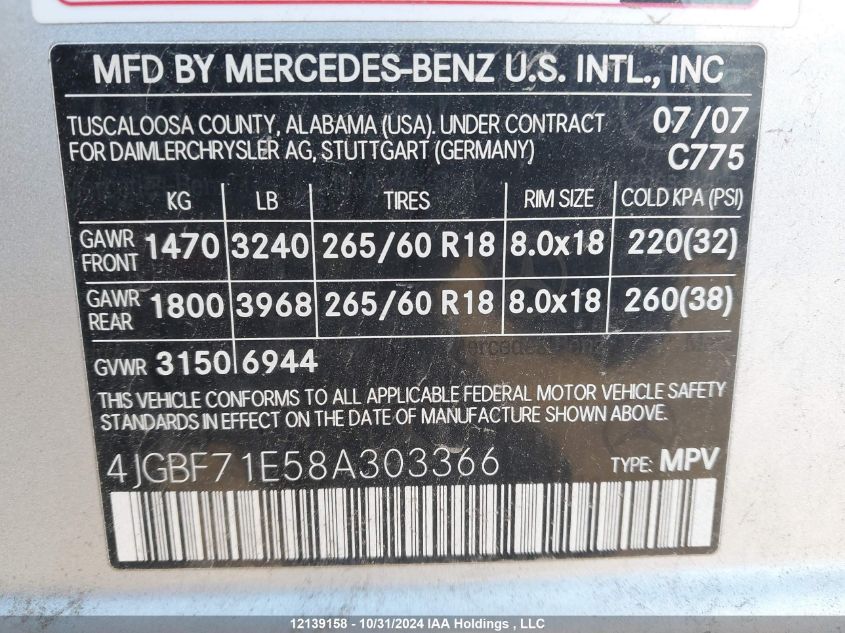 MFD BY MERCEDES-BENZ U.S. INTL., INC
TUSCALOOSA COUNTY, ALABAMA (USA). UNDER CONTRACT 07/07
FOR DAIMLERCHRYSLER AG, STUTTGART (GERMANY) C775
KG LB TIRES RIM SIZE COLD KPA (PSI)
GAWR FRONT 1470 3240 265/60 R18 8.0x18 220(32)
GAWR REAR 1800 3968 265/60 R18 8.0x18 260(38)
GVWR 3150 6944
THIS VEHICLE CONFORMS TO ALL APPLICABLE FEDERAL MOTOR VEHICLE SAFETY
STANDARDS IN EFFECT ON THE DATE OF MANUFACTURE SHOWN ABOVE.
4JGBF71E58A303366 TYPE: MPV
12139158 - 10/31/2024 IAA Holdings , LLC